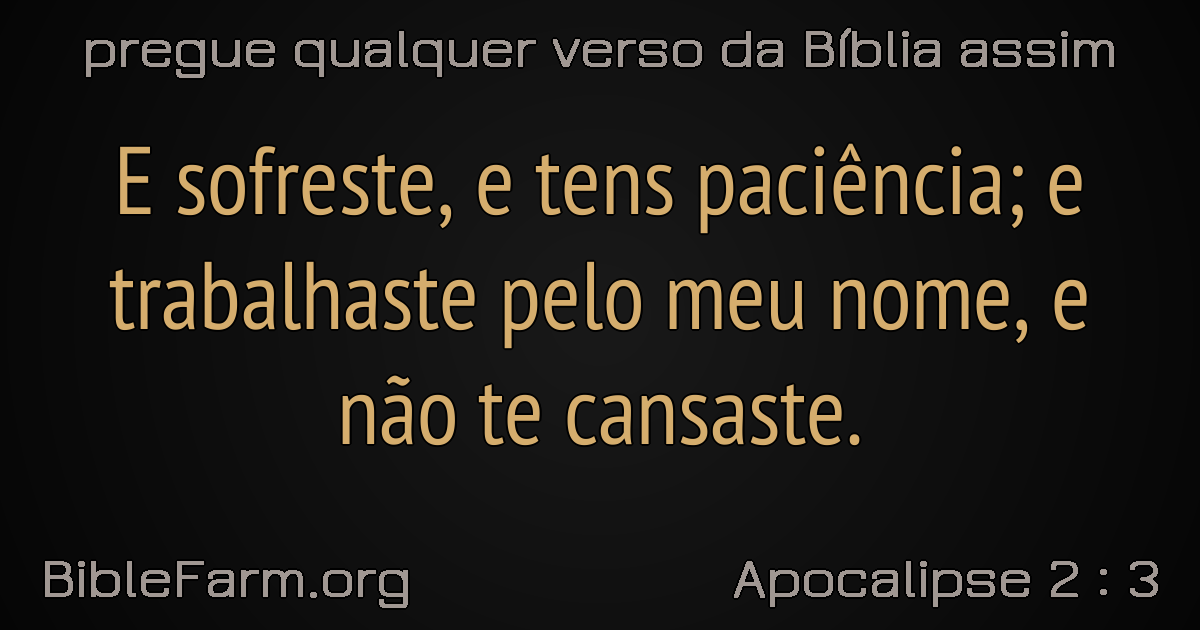 pregue qualquer verso da Bíblia assim
E sofreste, e tens paciência; e
trabalhaste pelo meu nome, e
não te cansaste.
BibleFarm.org
Apocalipse 2 : 3